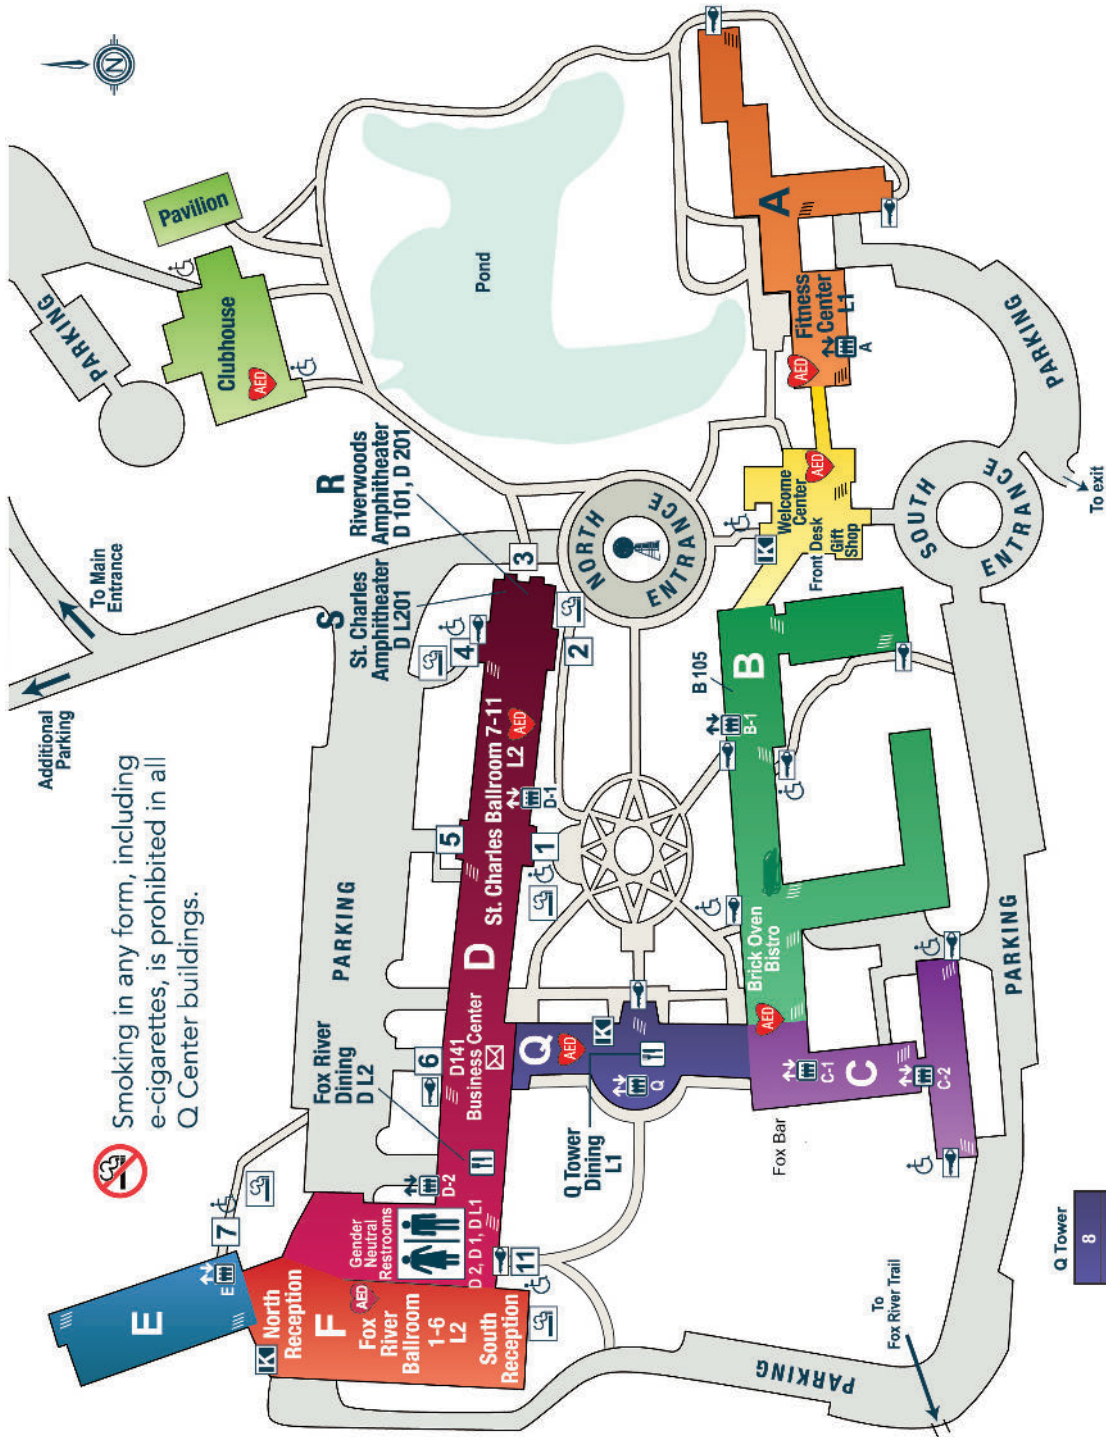 Smoking in any form, including
e-cigarettes, is prohibited in all
Q Center buildings.
Additional
Parking
To Main
Entrance
N
PARKING
Pavilion
Clubhouse
AED
Pond
S
St. Charles
Amphitheater
D L201
R
Riverwoods
Amphitheater
D 101, D 201
PARKING
E
E
7
K
North
Reception
F
AED
Fox
River
Ballroom
1-6
L2
South
Reception
Gender
Neutral
Restrooms
D 2, D 1, D L1
11
D-2
Fox River
Dining
D L2
6
D141
Business Center
D
5
St. Charles Ballroom 7-11
L2
AED
D-1
1
4
3
2
NORTH
ENTRANCE
Q
AED
K
Q
Q Tower
Dining
L1
Fox Bar
C
C-1
C-2
AED
Brick Oven
Bistro
B
B 105
B-1
K
Welcome
Center
Front Desk
Gift
Shop
AED
AED
Fitness
Center
L1
A
A
SOUTH
ENTRANCE
To exit
PARKING
PARKING
PARKING
To
Fox River Trail
Q Tower
8